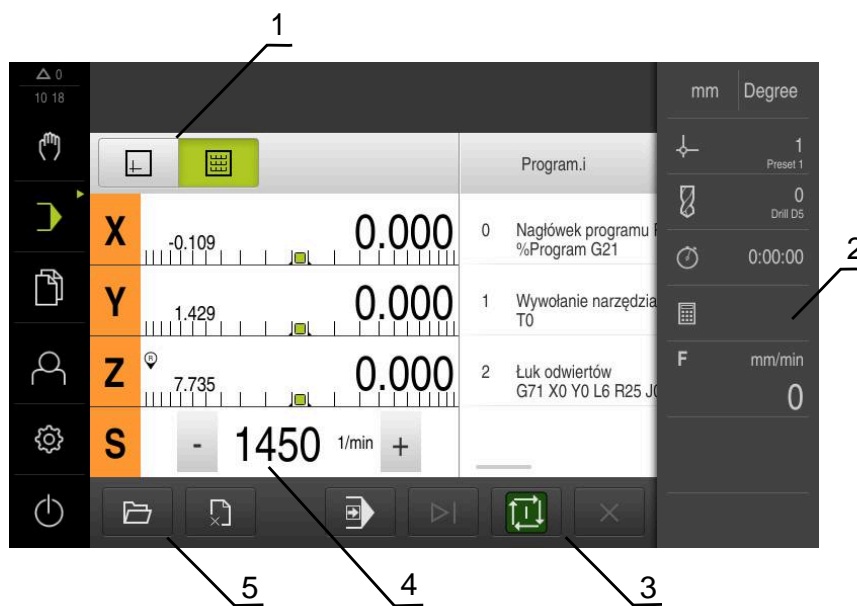 1
0
10 18
mm Degree
1
Preset 1
Program.i
X -0.109 0.000
0 Nagłówek programu
%Program G21
0
Drill D5
0:00:00
2
Y 1.429 0.000
1 Wywołanie narzędzia
T0
Z R 7.735 0.000
2 Łuk odwiertów
G71 X0 Y0 L6 R25
F mm/min
0
S - 1450 1/min +
5 4 3